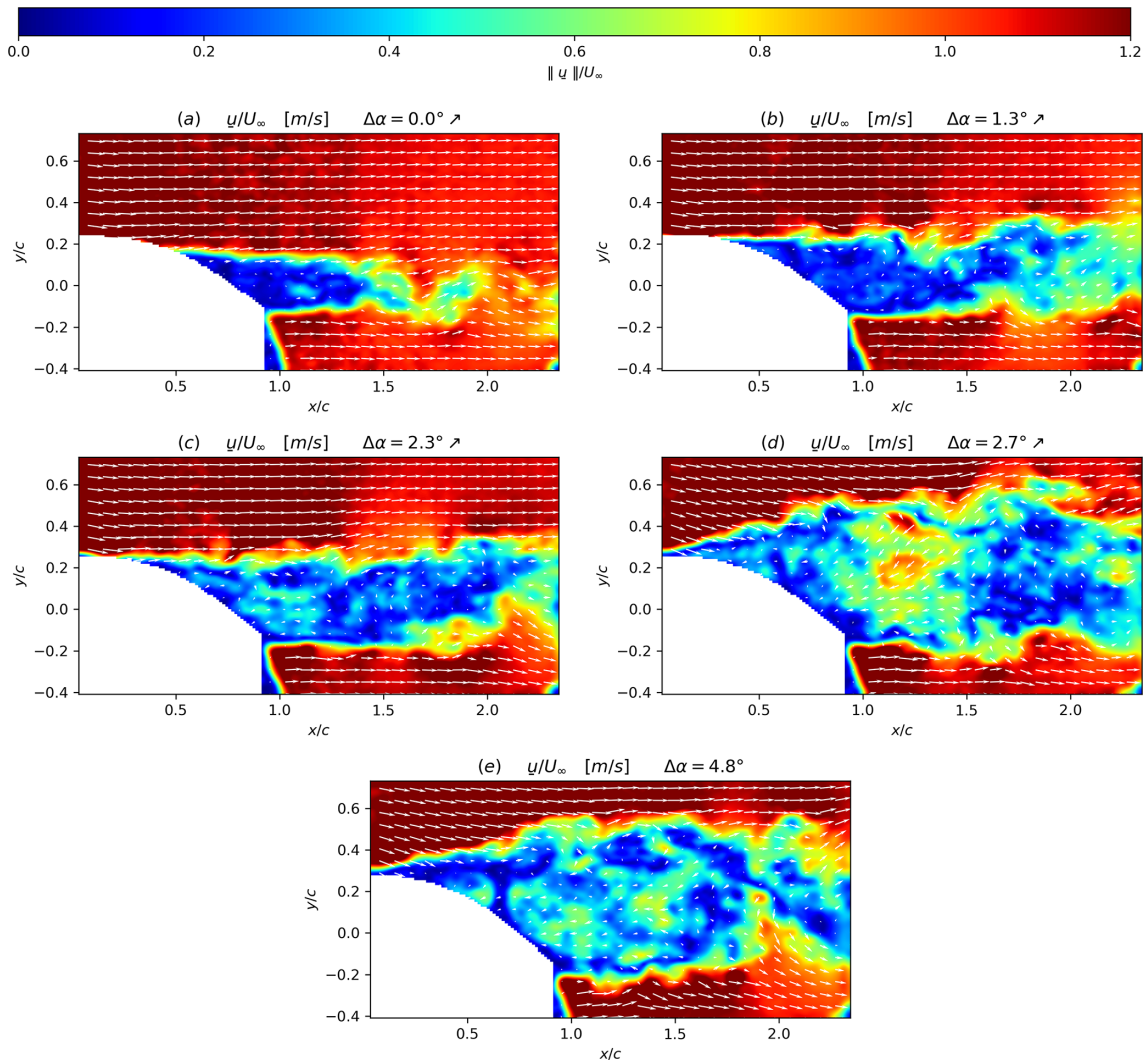 0.0 0.2 0.4 0.6 0.8 1.0 1.2
‖ u̲ ‖/U∞
(a) u̲/U∞ [m/s] Δα = 0.0° ↗
(b) u̲/U∞ [m/s] Δα = 1.3° ↗
0.6 0.4 0.2 0.0 −0.2 −0.4
y/c
0.5 1.0 1.5 2.0
x/c
0.6 0.4 0.2 0.0 −0.2 −0.4
y/c
0.5 1.0 1.5 2.0
x/c
(c) u̲/U∞ [m/s] Δα = 2.3° ↗
(d) u̲/U∞ [m/s] Δα = 2.7° ↗
0.6 0.4 0.2 0.0 −0.2 −0.4
y/c
0.5 1.0 1.5 2.0
x/c
0.6 0.4 0.2 0.0 −0.2 −0.4
y/c
0.5 1.0 1.5 2.0
x/c
(e) u̲/U∞ [m/s] Δα = 4.8°
0.6 0.4 0.2 0.0 −0.2 −0.4
y/c
0.5 1.0 1.5 2.0
x/c